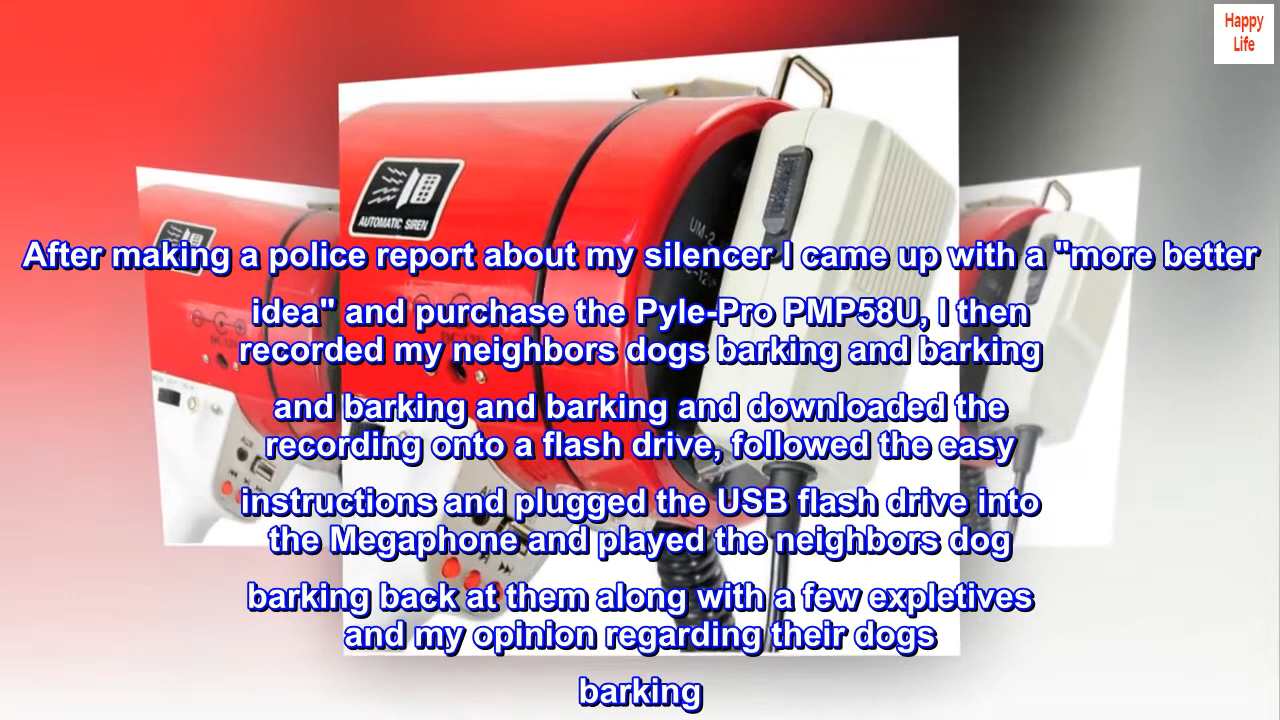 Happy
Life
AUTOMATIC SIREN
After making a police report about my silencer I came up with a "more better
idea" and purchase the Pyle-Pro PMP58U, I then
recorded my neighbors dogs barking and barking
and barking and barking and downloaded the
recording onto a flash drive, followed the easy
instructions and plugged the USB flash drive into
the Megaphone and played the neighbors dog
barking back at them along with a few expletives
and my opinion regarding their dogs
barking